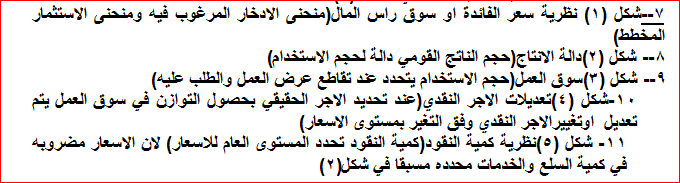 ٧--شكل (١) نظرية سعر الفائدة او سوق راس المال(منحنى الادخار المرغوب فيه ومنحنى الاستثمار
المخطط)
٨-- شكل (٢)دالة الانتاج(حجم الناتج القومي دالة لحجم الاستخدام)
٩-- شكل (٣)سوق العمل(حجم الاستخدام يتحدد عند تقاطع عرض العمل والطلب عليه)
١٠-شكل (٤)تعديلات الاجر النقدي(عند تحديد الاجر الحقيقي بحصول التوازن في سوق العمل يتم
تعديل اوتغييرالاجر النقدي وفق التغير بمستوى الاسعار)
١١- شكل (٥)نظرية كمية النقود(كمية النقود تحدد المستوى العام للاسعار) لان الاسعار مضروبه
في كمية السلع والخدمات محدده مسبقا في شكل(٢)